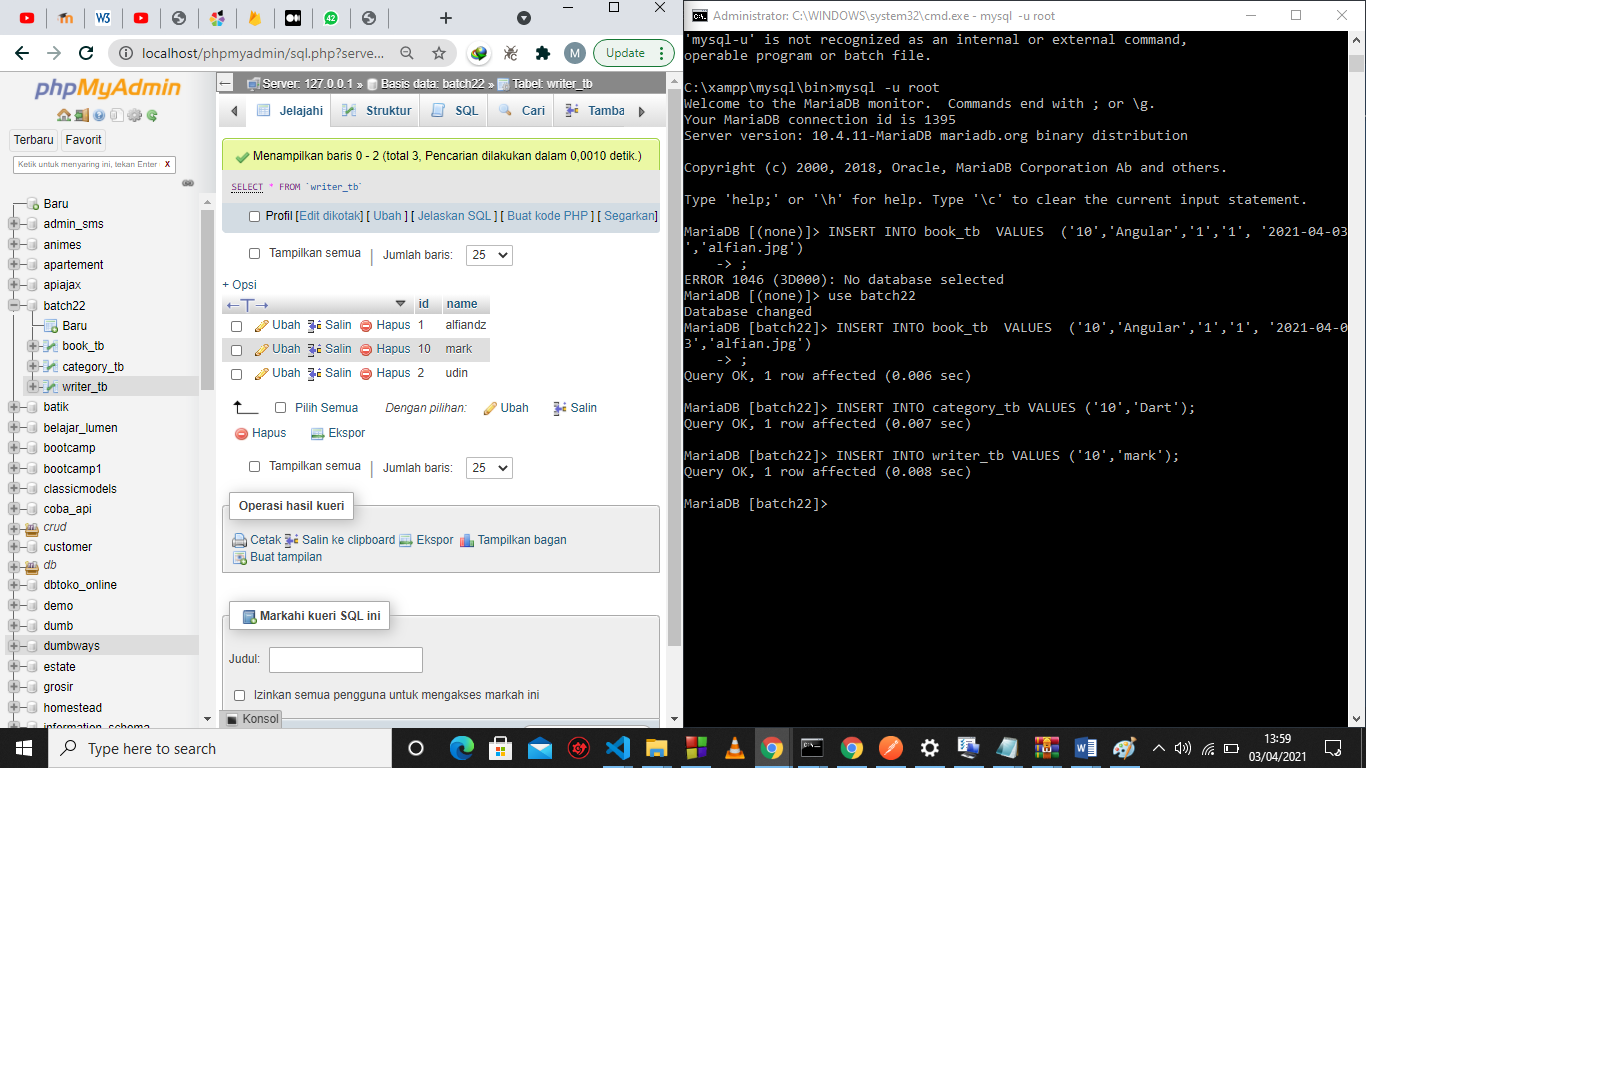 W3
42
localhost/phpmyadmin/sql.php?serve...
M
Update
phpMyAdmin
Terbaru
Favorit
Ketik untuk menyaring ini, tekan Enter
X
Baru
admin_sms
animes
apartement
apiajax
batch22
Baru
book_tb
category_tb
writer_tb
batik
belajar_lumen
bootcamp
bootcamp1
classicmodels
coba_api
crud
customer
db
dbtoko_online
demo
dumb
dumbways
estate
grosir
homestead
information_schema
Server: 127.0.0.1 » Basis data: batch22 » Tabel: writer_tb
Jelajahi Struktur SQL Cari Tamba
Menampilkan baris 0 - 2 (total 3, Pencarian dilakukan dalam 0,0010 detik.)
SELECT * FROM `writer_tb`
Profil [Edit dikotak] [ Ubah ] [ Jelaskan SQL ] [ Buat kode PHP ] [ Segarkan]
Tampilkan semua | Jumlah baris: 25
+ Opsi
←T→ id name
Ubah Salin Hapus 1 alfiandz
Ubah Salin Hapus 10 mark
Ubah Salin Hapus 2 udin
Pilih Semua Dengan pilihan: Ubah Salin
Hapus Ekspor
Tampilkan semua | Jumlah baris: 25
Operasi hasil kueri
Cetak Salin ke clipboard Ekspor Tampilkan bagan
Buat tampilan
Markahi kueri SQL ini
Judul:
Izinkan semua pengguna untuk mengakses markah ini
Konsol
Administrator: C:\WINDOWS\system32\cmd.exe - mysql  -u root
'mysql-u' is not recognized as an internal or external command,
operable program or batch file.
C:\xampp\mysql\bin>mysql -u root
Welcome to the MariaDB monitor.  Commands end with ; or \g.
Your MariaDB connection id is 1395
Server version: 10.4.11-MariaDB mariadb.org binary distribution
Copyright (c) 2000, 2018, Oracle, MariaDB Corporation Ab and others.
Type 'help;' or '\h' for help. Type '\c' to clear the current input statement.
MariaDB [(none)]> INSERT INTO book_tb  VALUES  ('10','Angular','1','1', '2021-04-03
','alfian.jpg')
    -> ;
ERROR 1046 (3D000): No database selected
MariaDB [(none)]> use batch22
Database changed
MariaDB [batch22]> INSERT INTO book_tb  VALUES  ('10','Angular','1','1', '2021-04-0
3','alfian.jpg')
    -> ;
Query OK, 1 row affected (0.006 sec)
MariaDB [batch22]> INSERT INTO category_tb VALUES ('10','Dart');
Query OK, 1 row affected (0.007 sec)
MariaDB [batch22]> INSERT INTO writer_tb VALUES ('10','mark');
Query OK, 1 row affected (0.008 sec)
MariaDB [batch22]>
Type here to search
13:59
03/04/2021